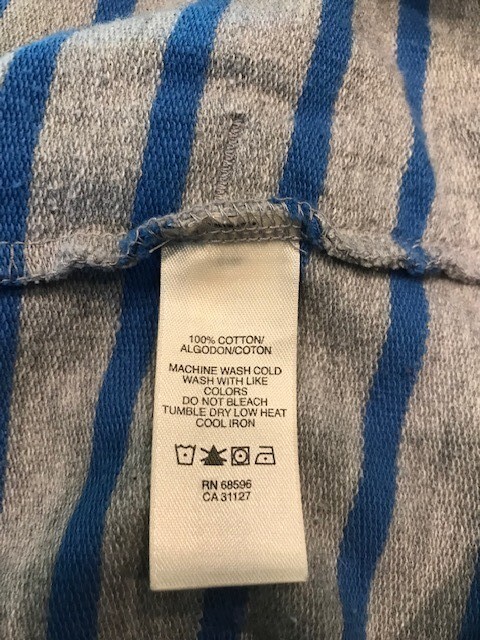 100% COTTON/
ALGODON/COTON
MACHINE WASH COLD
WASH WITH LIKE
COLORS
DO NOT BLEACH
TUMBLE DRY LOW HEAT
COOL IRON
RN 68596
CA 31127